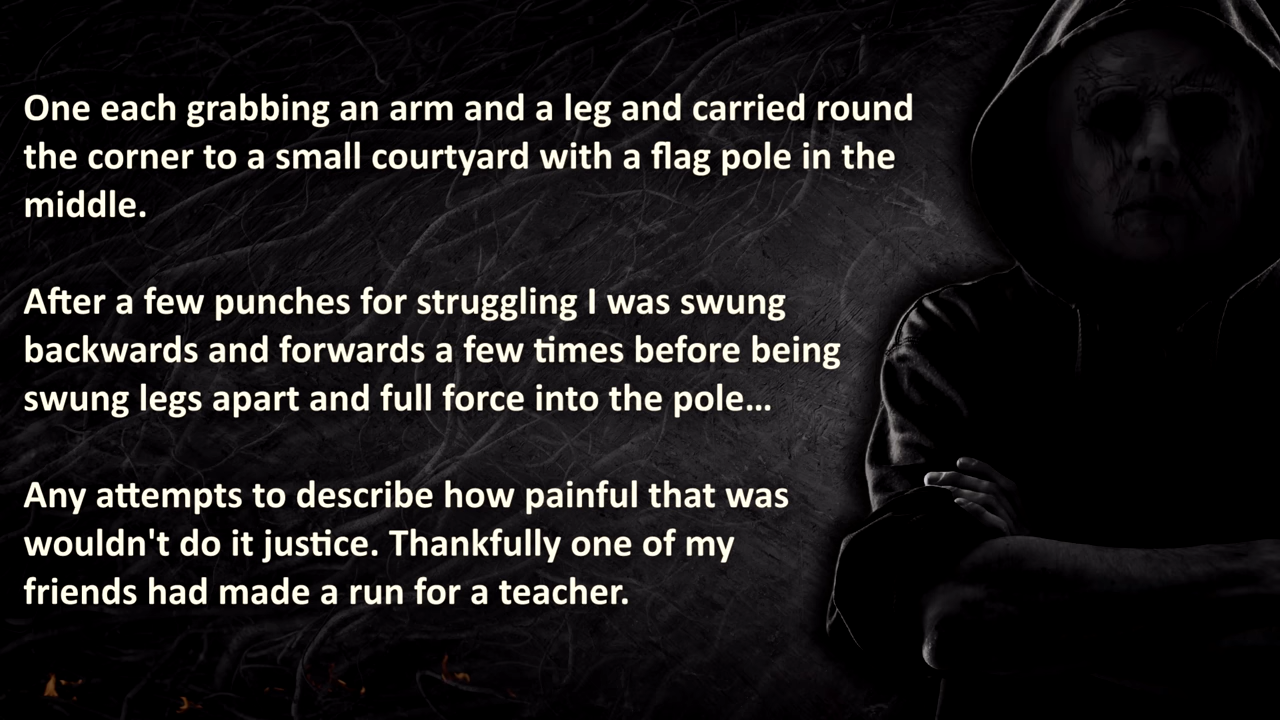 One each grabbing an arm and a leg and carried round
the corner to a small courtyard with a flag pole in the
middle.
After a few punches for struggling I was swung
backwards and forwards a few times before being
swung legs apart and full force into the pole...
Any attempts to describe how painful that was
wouldn't do it justice. Thankfully one of my
friends had made a run for a teacher.